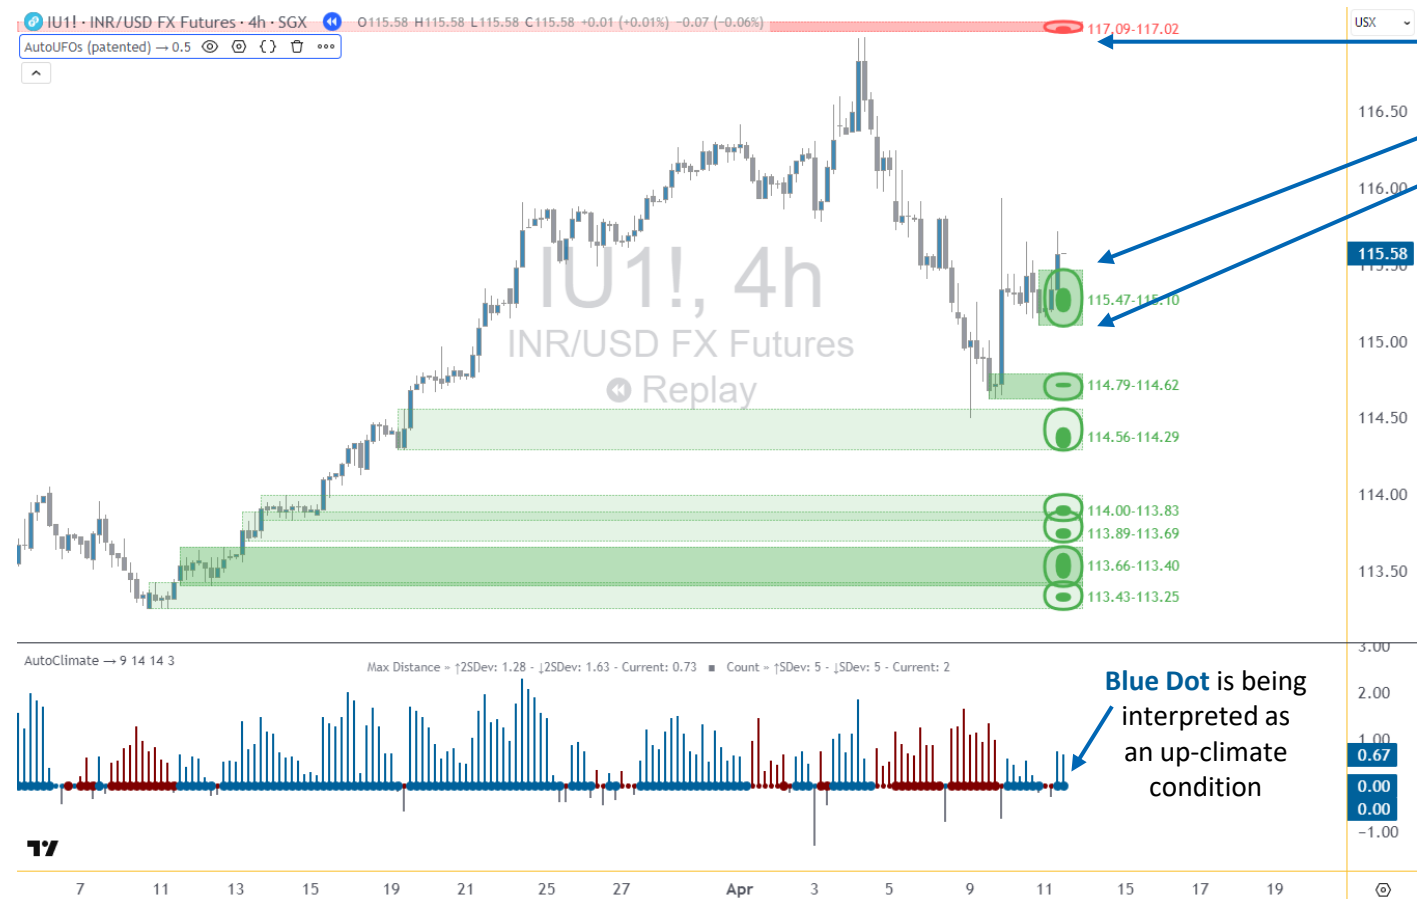 IU1! · INR/USD FX Futures · 4h · SGX O115.58 H115.58 L115.58 C115.58 +0.01 (+0.01%) −0.07 (−0.06%)
USX
117.09-117.02
AutoUFOs (patented) → 0.5
116.50
116.00
115.58
115.50
IU1!, 4h
115.47-115.10
INR/USD FX Futures
115.00
Replay
114.79-114.62
114.50
114.56-114.29
114.00
114.00-113.83
113.89-113.69
113.66-113.40
113.50
113.43-113.25
3.00
AutoClimate → 9 14 14 3
Max Distance » ↑2SDev: 1.28 - ↓2SDev: 1.63 - Current: 0.73 ■ Count » ↑SDev: 5 - ↓SDev: 5 - Current: 2
Blue Dot is being
interpreted as
an up-climate
condition
2.00
1.00
0.67
0.00
0.00
−1.00
7 11 13 15 19 21 25 27 Apr 3 5 9 11 15 17 19